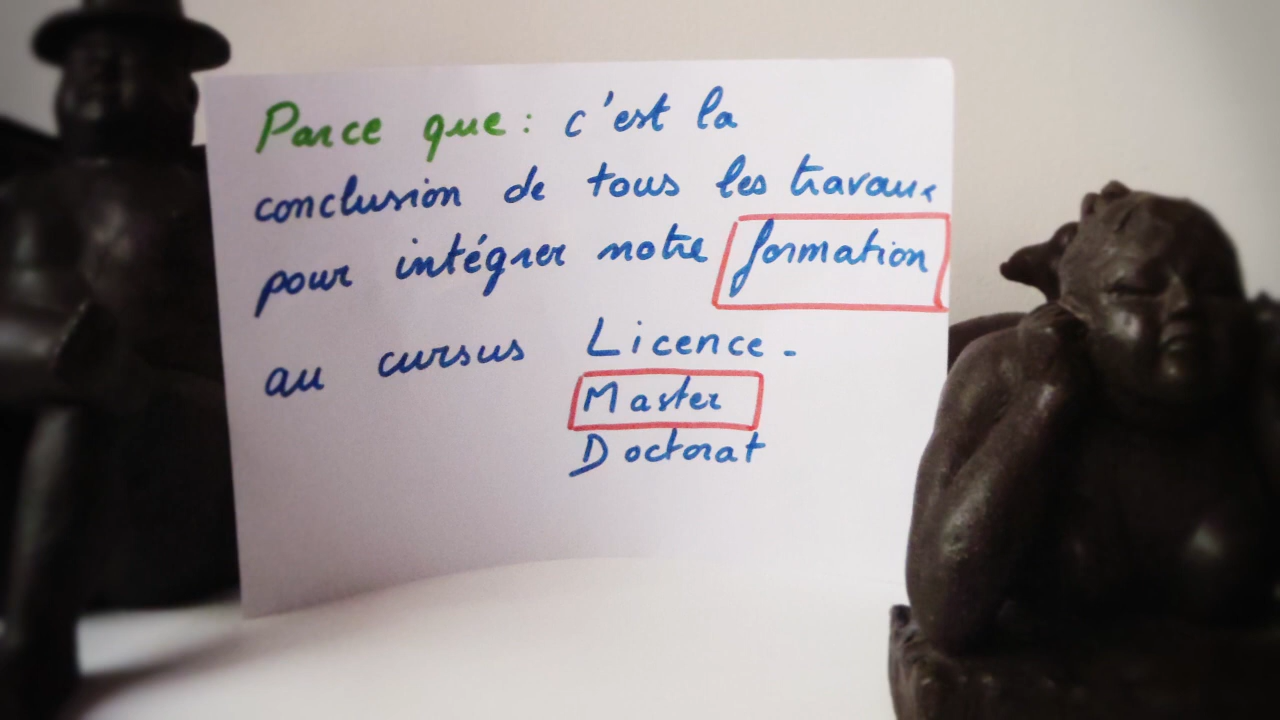 Parce que : c'est la
conclusion de tous les travaux
pour intégrer notre formation
au cursus Licence.
Master
Doctorat